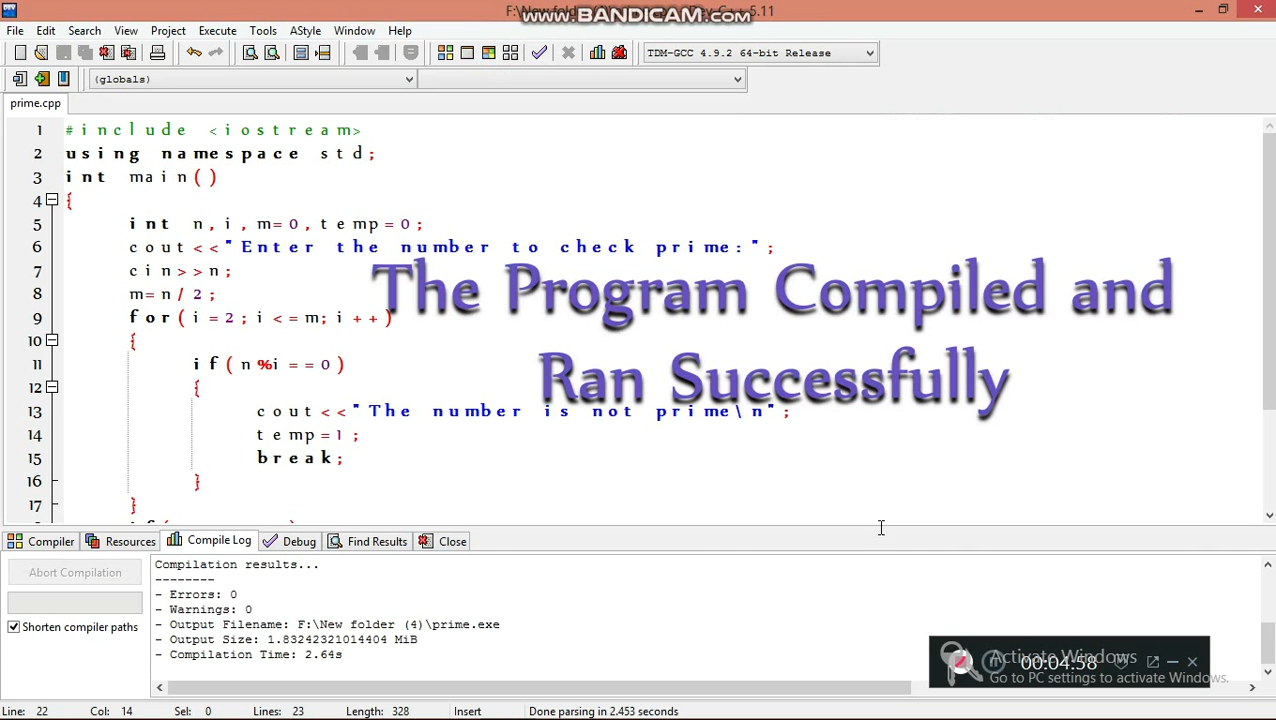 www.BANDICAM.com
5.11
File Edit Search View Project Execute Tools AStyle Window Help
TDM-GCC 4.9.2 64-bit Release
(globals)
prime.cpp
1 #include <iostream>
2 using namespace std;
3 int main()
4 {
5 int n,i,m=0,temp=0;
6 cout<<"Enter the number to check prime:";
7 cin>>n;
8 m=n/2;
9 for(i=2;i<=m;i++)
10 {
11 if(n%i==0)
12 {
13 cout<<"The number is not prime\n";
14 temp=1;
15 break;
16 }
17 }
The Program Compiled and
Ran Successfully
Compiler Resources Compile Log Debug Find Results Close
Abort Compilation
Shorten compiler paths
Compilation results...
--------
- Errors: 0
- Warnings: 0
- Output Filename: F:\New folder (4)\prime.exe
- Output Size: 1.83242321014404 MiB
- Compilation Time: 2.64s
Activate Windows
00:04:58
Go to PC settings to activate Windows.
Line: 22 Col: 14 Sel: 0 Lines: 23 Length: 328 Insert Done parsing in 2.453 seconds